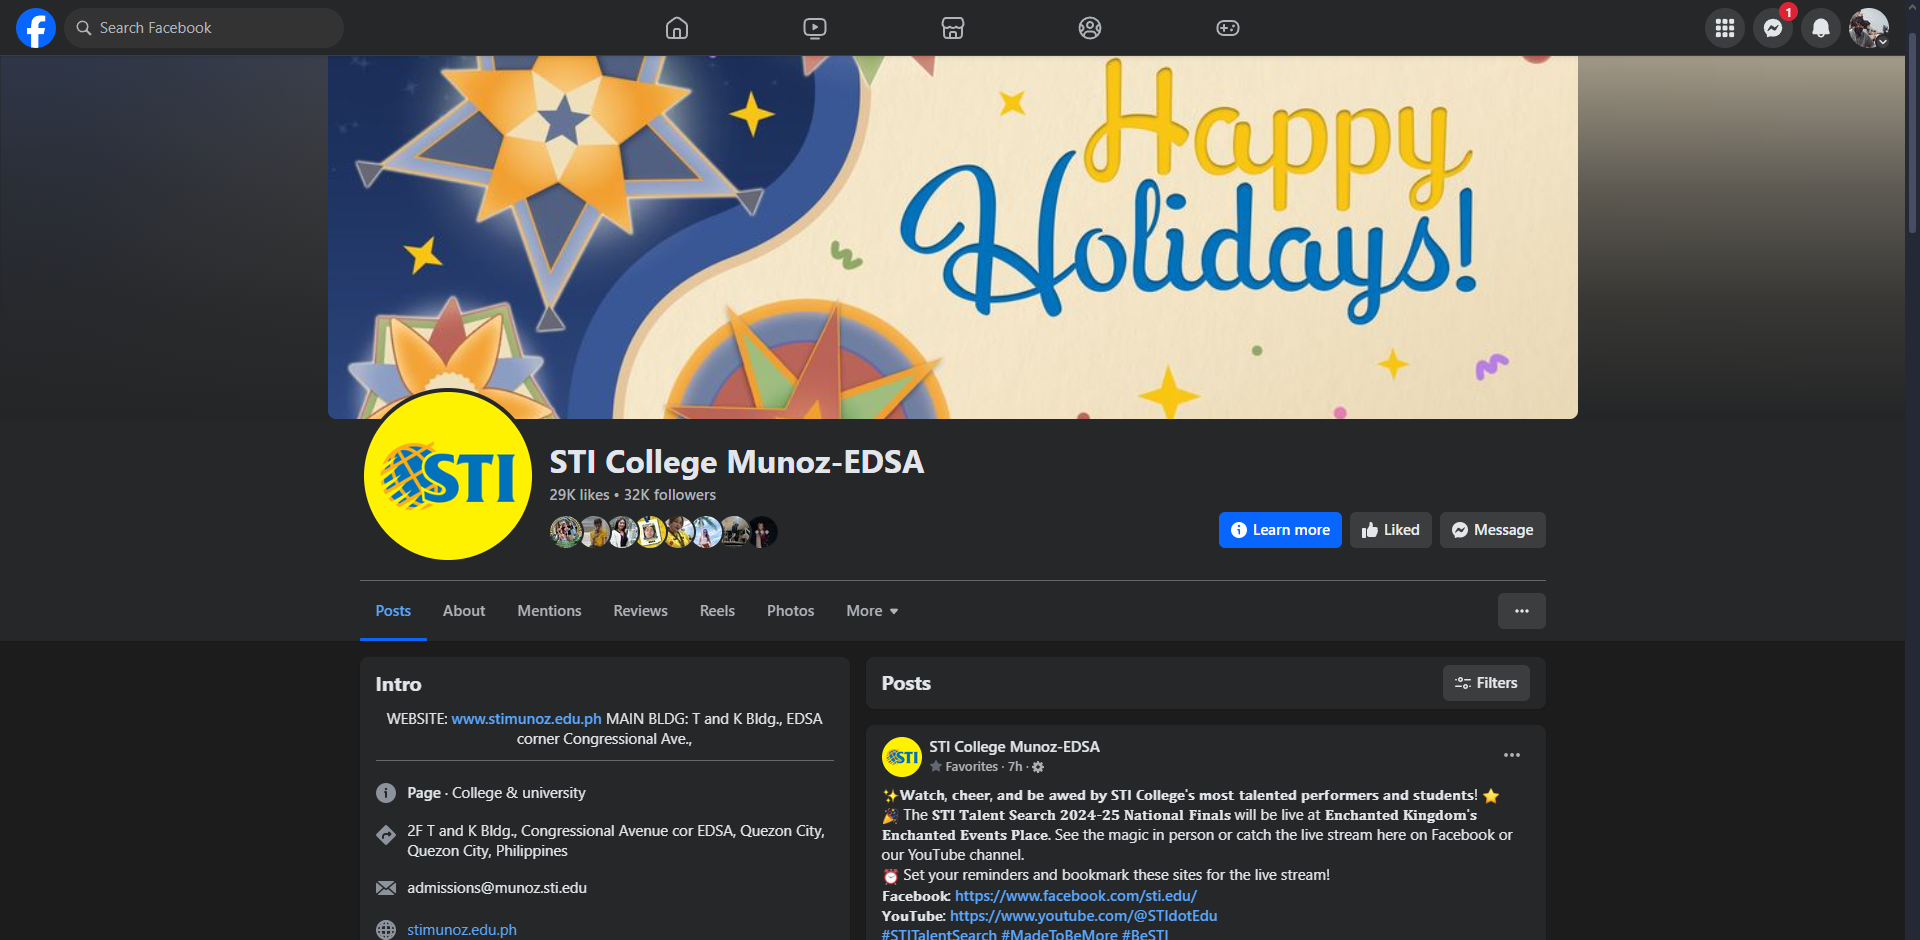 Search Facebook
1
Happy
Holidays!
STI
STI College Munoz-EDSA
29K likes • 32K followers
Learn more
Liked
Message
Posts
About
Mentions
Reviews
Reels
Photos
More
Intro
WEBSITE: www.stimunoz.edu.ph MAIN BLDG: T and K Bldg., EDSA
corner Congressional Ave.,
Page · College & university
2F T and K Bldg., Congressional Avenue cor EDSA, Quezon City,
Quezon City, Philippines
admissions@munoz.sti.edu
stimunoz.edu.ph
Posts
Filters
STI
STI College Munoz-EDSA
Favorites · 7h ·
✨Watch, cheer, and be awed by STI College's most talented performers and students! ⭐
🎉 The STI Talent Search 2024-25 National Finals will be live at Enchanted Kingdom's
Enchanted Events Place. See the magic in person or catch the live stream here on Facebook or
our YouTube channel.
⏰ Set your reminders and bookmark these sites for the live stream!
Facebook: https://www.facebook.com/sti.edu/
YouTube: https://www.youtube.com/@STIdotEdu
#STITalentSearch #MadeToBeMore #BeSTI